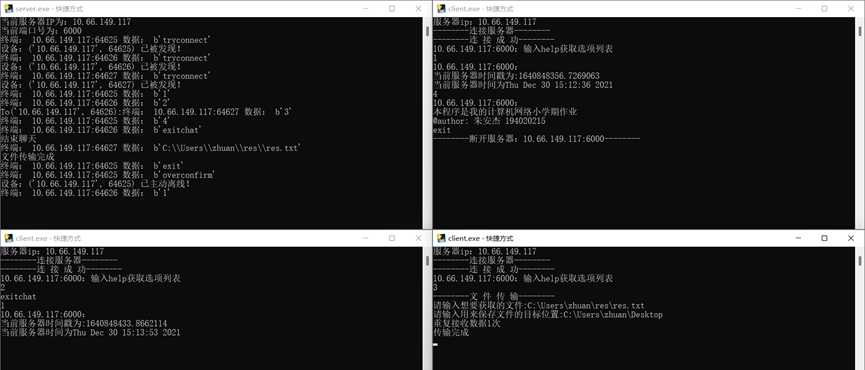 server.exe - 快捷方式
当前服务器IP为: 10.66.149.117
当前端口号为: 6000
终端: 10.66.149.117:64625 数据: b'tryconnect'
设备: ('10.66.149.117', 64625) 已被发现!
终端: 10.66.149.117:64626 数据: b'tryconnect'
设备: ('10.66.149.117', 64626) 已被发现!
终端: 10.66.149.117:64627 数据: b'tryconnect'
设备: ('10.66.149.117', 64627) 已被发现!
终端: 10.66.149.117:64625 数据: b'1'
终端: 10.66.149.117:64626 数据: b'2'
To('10.66.149.117', 64626):终端: 10.66.149.117:64627 数据: b'3'
终端: 10.66.149.117:64625 数据: b'4'
终端: 10.66.149.117:64626 数据: b'exitchat'
结束聊天
终端: 10.66.149.117:64627 数据: b'C:\\Users\\zhuan\\res\\res.txt'
文件传输完成
终端: 10.66.149.117:64625 数据: b'exit'
终端: 10.66.149.117:64625 数据: b'overconfirm'
设备: ('10.66.149.117', 64625) 已主动离线!
终端: 10.66.149.117:64626 数据: b'1'
client.exe - 快捷方式
服务器ip: 10.66.149.117
--------连接服务器--------
--------连 接 成 功--------
10.66.149.117:6000: 输入help获取选项列表
1
10.66.149.117:6000:
当前服务器时间戳为:1640848356.7269063
当前服务器时间为Thu Dec 30 15:12:36 2021
4
10.66.149.117:6000:
本程序是我的计算机网络小学期作业
@author: 朱安杰 194020215
exit
--------断开服务器: 10.66.149.117:6000--------
client.exe - 快捷方式
服务器ip: 10.66.149.117
--------连接服务器--------
--------连 接 成 功--------
10.66.149.117:6000: 输入help获取选项列表
2
exitchat
1
10.66.149.117:6000:
当前服务器时间戳为:1640848433.8662114
当前服务器时间为Thu Dec 30 15:13:53 2021
client.exe - 快捷方式
服务器ip: 10.66.149.117
--------连接服务器--------
--------连 接 成 功--------
10.66.149.117:6000: 输入help获取选项列表
3
--------文 件 传 输--------
请输入想要获取的文件:C:\Users\zhuan\res\res.txt
请输入用来保存文件的目标位置:C:\Users\zhuan\Desktop
重复接收数据1次
传输完成